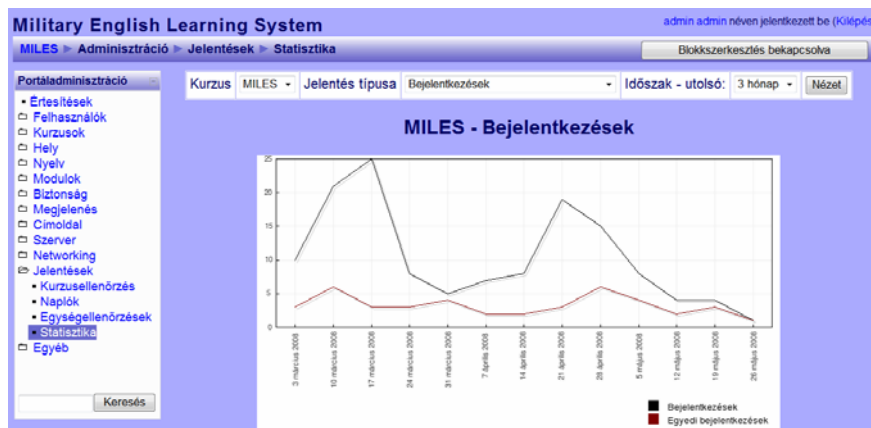 Military English Learning System
admin admin néven jelentkezett be (Kilépés
MILES ► Adminisztráció ► Jelentések ► Statisztika
Blokkszerkesztés bekapcsolva
Portáladminisztráció
Értesítések
Felhasználók
Kurzusok
Hely
Nyelv
Modulok
Biztonság
Megjelenés
Címoldal
Szerver
Networking
Jelentések
Kurzusellenőrzés
Naplók
Egységellenőrzések
Statisztika
Egyéb
Keresés
Kurzus MILES Jelentés típusa Bejelentkezések Időszak - utolsó: 3 hónap Nézet
MILES - Bejelentkezések
25
20
15
10
5
0
3 március 2008
10 március 2008
17 március 2008
24 március 2008
31 március 2008
7 április 2008
14 április 2008
21 április 2008
28 április 2008
5 május 2008
12 május 2008
19 május 2008
26 május 2008
Bejelentkezések
Egyedi bejelentkezések